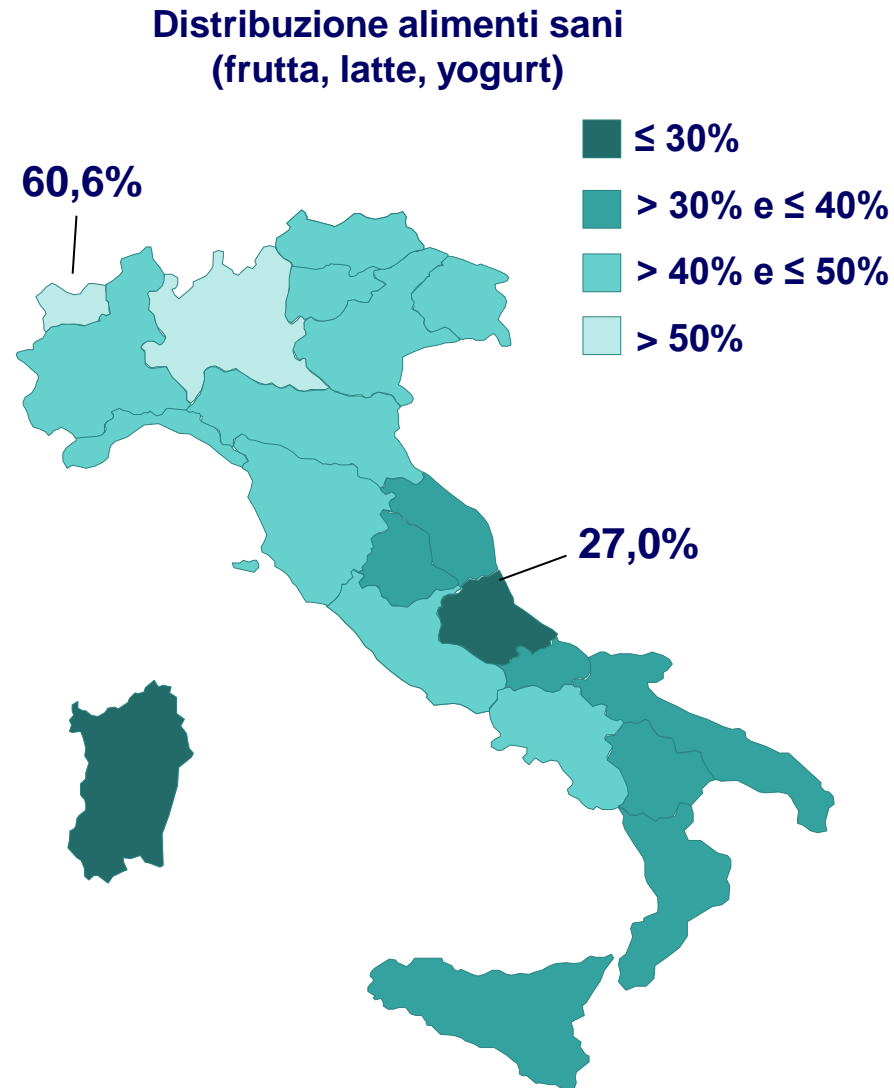 Distribuzione alimenti sani
(frutta, latte, yogurt)
≤ 30%
> 30% e ≤ 40%
> 40% e ≤ 50%
> 50%
60,6%
27,0%